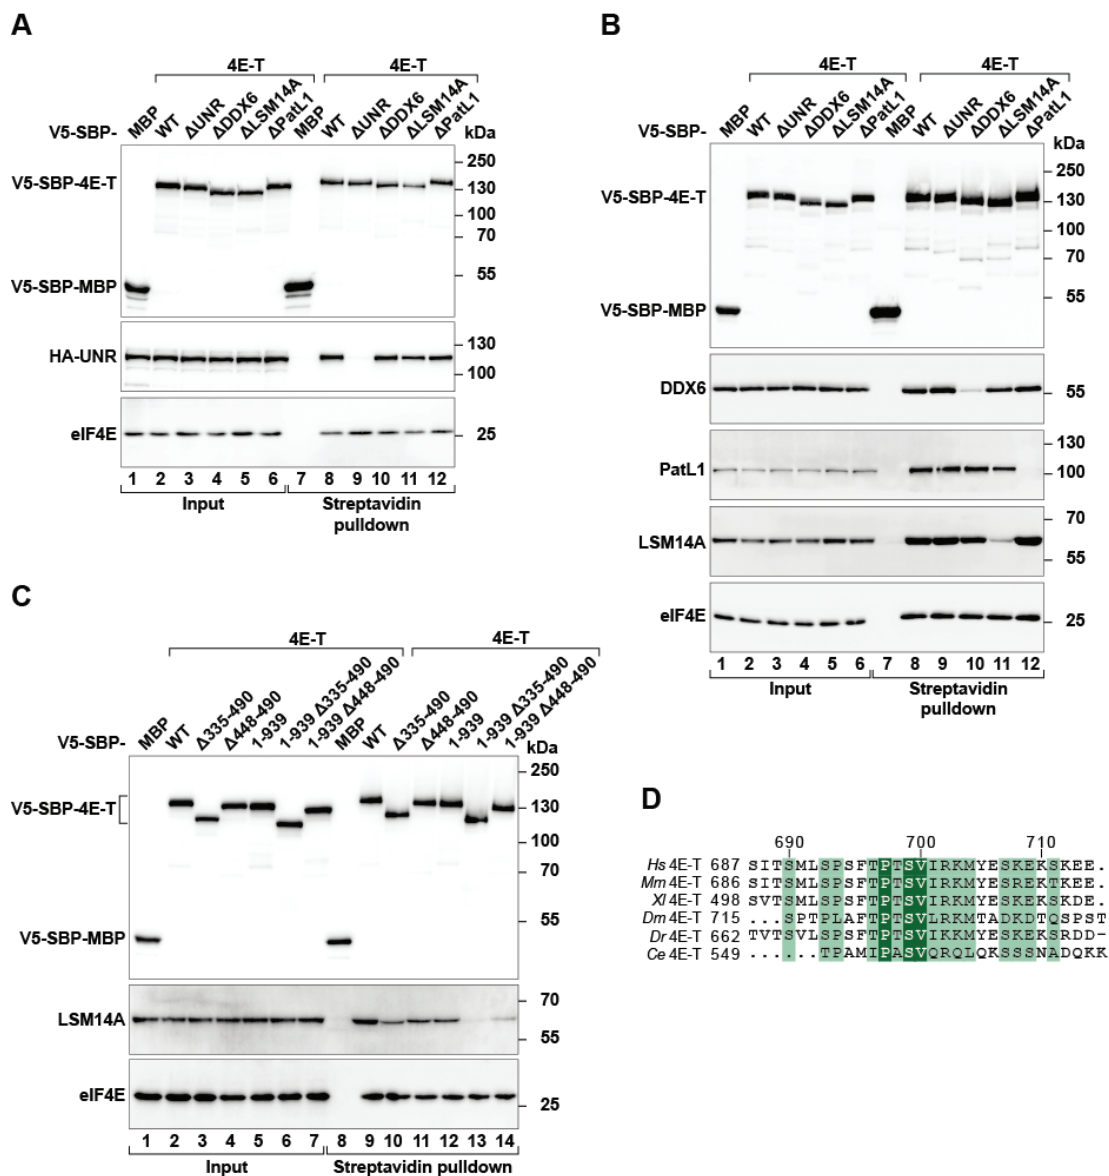 A
4E-T
4E-T
V5-SBP-
MBP
WT
ΔUNR
ΔDDX6
ΔLSM14A
ΔPatL1
MBP
WT
ΔUNR
ΔDDX6
ΔLSM14A
ΔPatL1
kDa
V5-SBP-4E-T
250
130
100
70
55
V5-SBP-MBP
HA-UNR
130
100
eIF4E
25
1 2 3 4 5 6 7 8 9 10 11 12
Input
Streptavidin
pulldown
B
4E-T
4E-T
V5-SBP-
MBP
WT
ΔUNR
ΔDDX6
ΔLSM14A
ΔPatL1
MBP
WT
ΔUNR
ΔDDX6
ΔLSM14A
ΔPatL1
kDa
V5-SBP-4E-T
250
130
100
70
55
V5-SBP-MBP
DDX6
55
PatL1
130
100
LSM14A
70
55
eIF4E
25
1 2 3 4 5 6 7 8 9 10 11 12
Input
Streptavidin
pulldown
C
4E-T
4E-T
V5-SBP-
MBP
WT
Δ335-490
Δ448-490
1-939
1-939 Δ335-490
1-939 Δ448-490
MBP
WT
Δ335-490
Δ448-490
1-939
1-939 Δ335-490
1-939 Δ448-490
kDa
V5-SBP-4E-T
250
130
100
70
55
V5-SBP-MBP
LSM14A
70
55
eIF4E
25
1 2 3 4 5 6 7 8 9 10 11 12 13 14
Input
Streptavidin pulldown
D
690 700 710
Hs 4E-T 687 SITSMLSPSFTPTSVIRKMYESKEKSKEE.
Mm 4E-T 686 SITSMLSPSFTPTSVIRKMYESREKTKEE.
Xl 4E-T 498 SVTSMLSPSFTPTSVIRKMYESKEKSKDE.
Dm 4E-T 715 ...SPTPLAFTPTSVLRKMTADKDTQSPST
Dr 4E-T 662 TVTSVLSPSFTPTSVIRKMYESKEKSRDD-
Ce 4E-T 549 ......TPAMIPASVQRQLQKSSSNADQKK